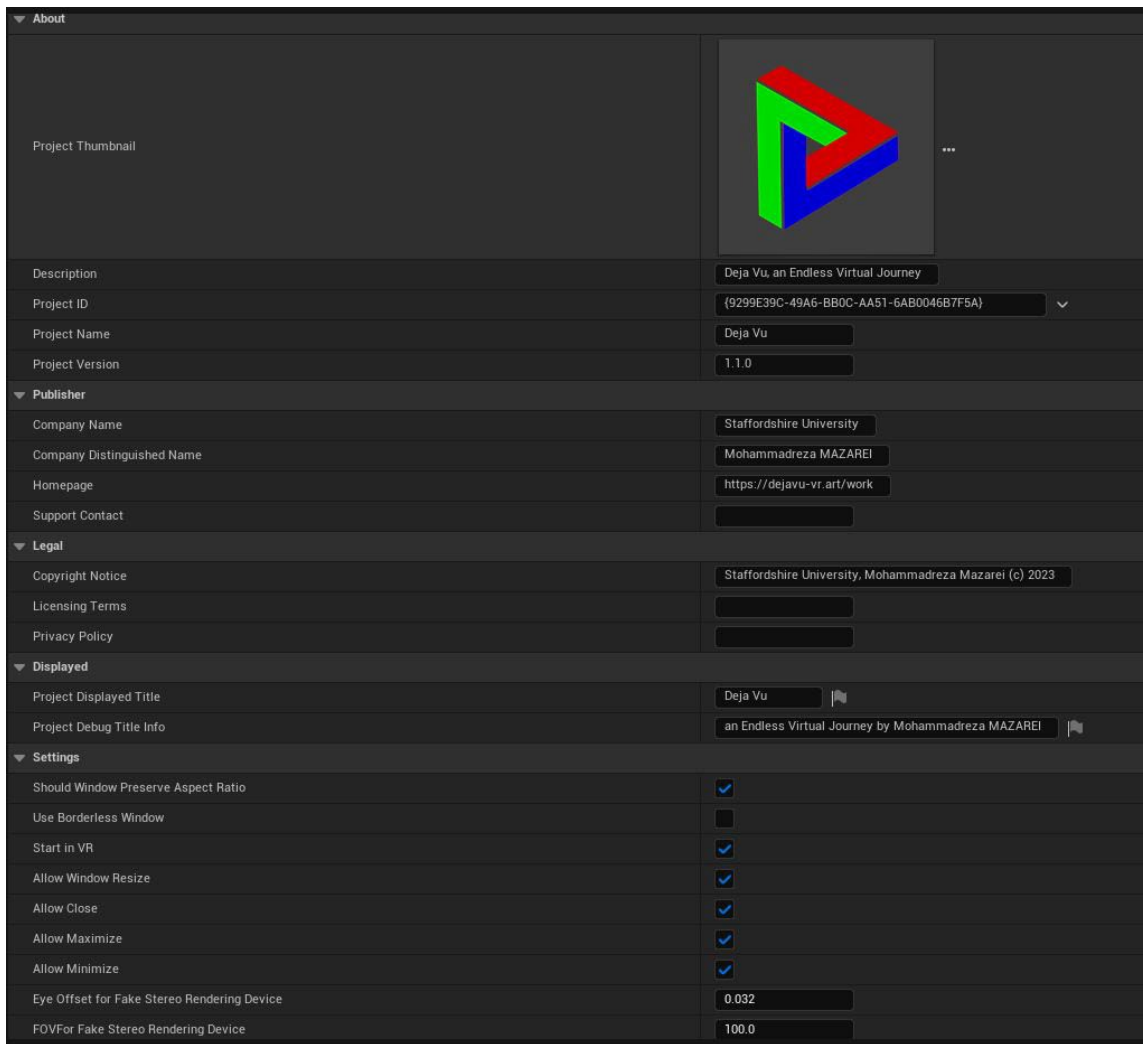 About
Project Thumbnail
Description Deja Vu, an Endless Virtual Journey
Project ID {9299E39C-49A6-BB0C-AA51-6AB0046B7F5A}
Project Name Deja Vu
Project Version 1.1.0
Publisher
Company Name Staffordshire University
Company Distinguished Name Mohammadreza MAZAREI
Homepage https://dejavu-vr.art/work
Support Contact
Legal
Copyright Notice Staffordshire University, Mohammadreza Mazarei (c) 2023
Licensing Terms
Privacy Policy
Displayed
Project Displayed Title Deja Vu
Project Debug Title Info an Endless Virtual Journey by Mohammadreza MAZAREI
Settings
Should Window Preserve Aspect Ratio
Use Borderless Window
Start in VR
Allow Window Resize
Allow Close
Allow Maximize
Allow Minimize
Eye Offset for Fake Stereo Rendering Device 0.032
FOVFor Fake Stereo Rendering Device 100.0